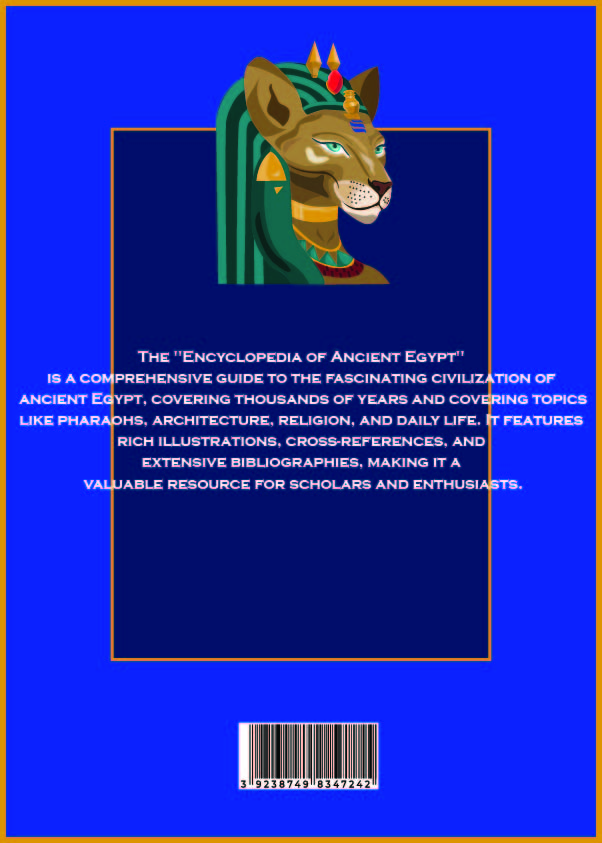 The "Encyclopedia of Ancient Egypt"
is a comprehensive guide to the fascinating civilization of
ancient Egypt, covering thousands of years and covering topics
like pharaohs, architecture, religion, and daily life. It features
rich illustrations, cross-references, and
extensive bibliographies, making it a
valuable resource for scholars and enthusiasts.
3 9238749 8347242